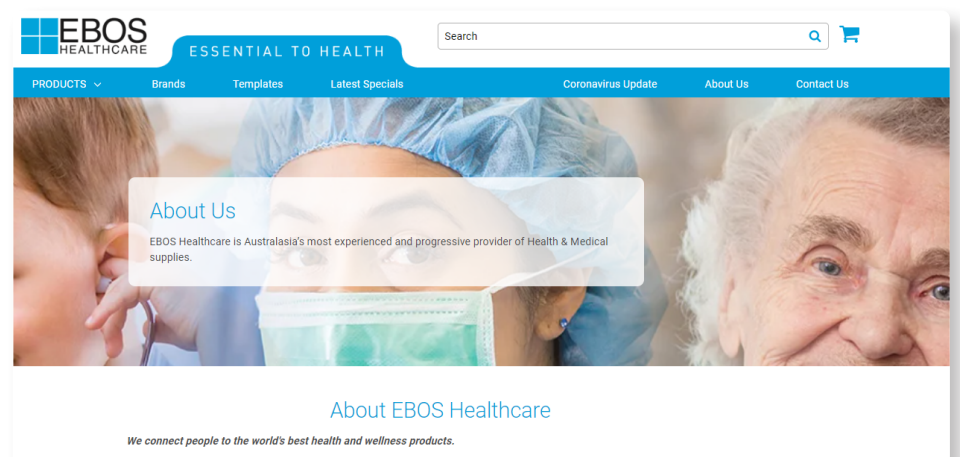 EBOS
HEALTHCARE
ESSENTIAL TO HEALTH
Search
PRODUCTS
Brands
Templates
Latest Specials
Coronavirus Update
About Us
Contact Us
About Us
EBOS Healthcare is Australasia's most experienced and progressive provider of Health & Medical
supplies.
About EBOS Healthcare
We connect people to the world's best health and wellness products.